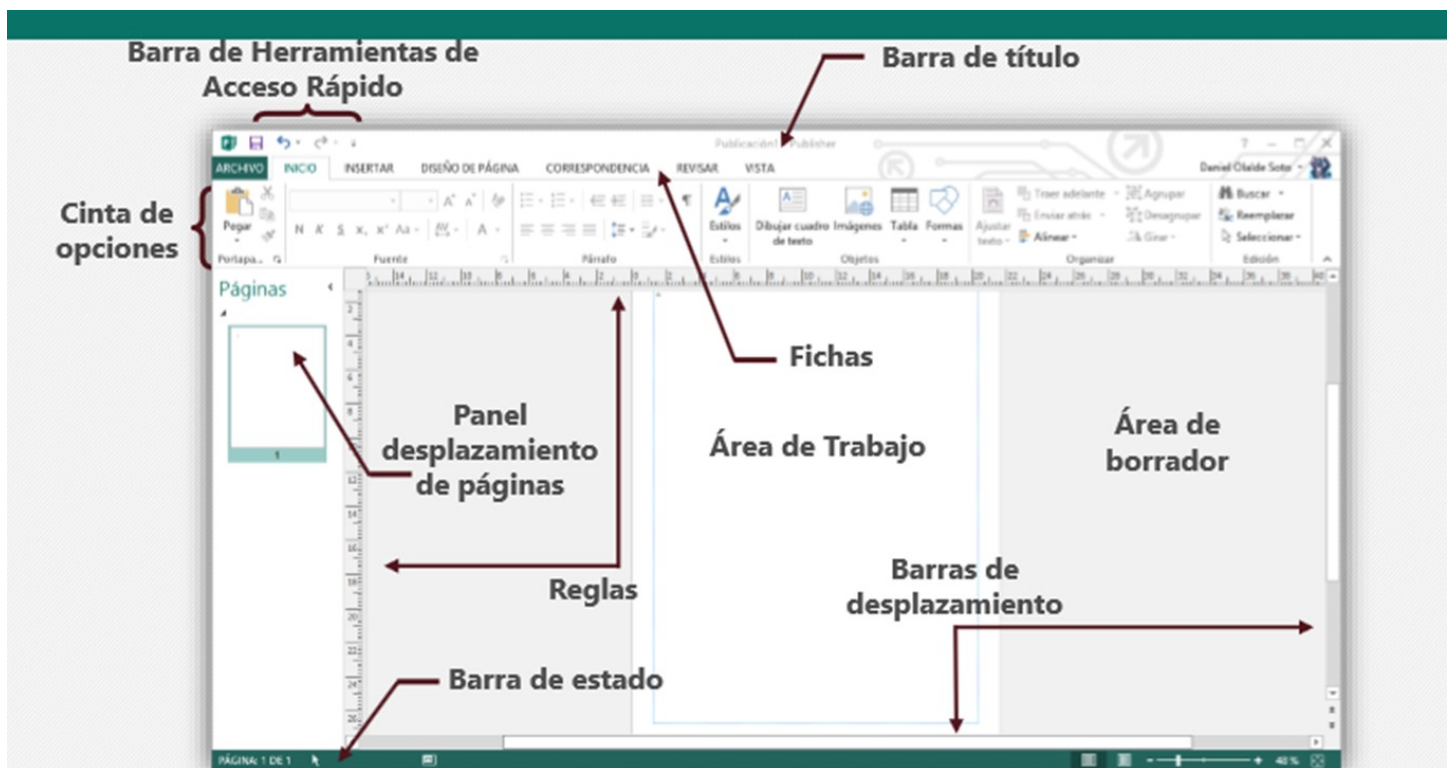 Barra de Herramientas de
Acceso Rápido
Barra de título
Publicación1 - Publisher
ARCHIVO INICIO INSERTAR DISEÑO DE PÁGINA CORRESPONDENCIA REVISAR VISTA
Daniel Olalde Soto
Cinta de
opciones
Pegar
N K S x, x² Aa A
Estilos
Dibujar cuadro
de texto
Imágenes Tabla Formas
Ajustar
texto
Traer adelante
Enviar atrás
Alinear
Agrupar
Desagrupar
Girar
Buscar
Reemplazar
Seleccionar
Portapa... Fuente Párrafo Estilos Objetos Organizar Edición
Páginas
1
Fichas
Panel
desplazamiento
de páginas
Área de Trabajo
Área de
borrador
Reglas
Barras de
desplazamiento
Barra de estado
PÁGINA: 1 DE 1
48 %